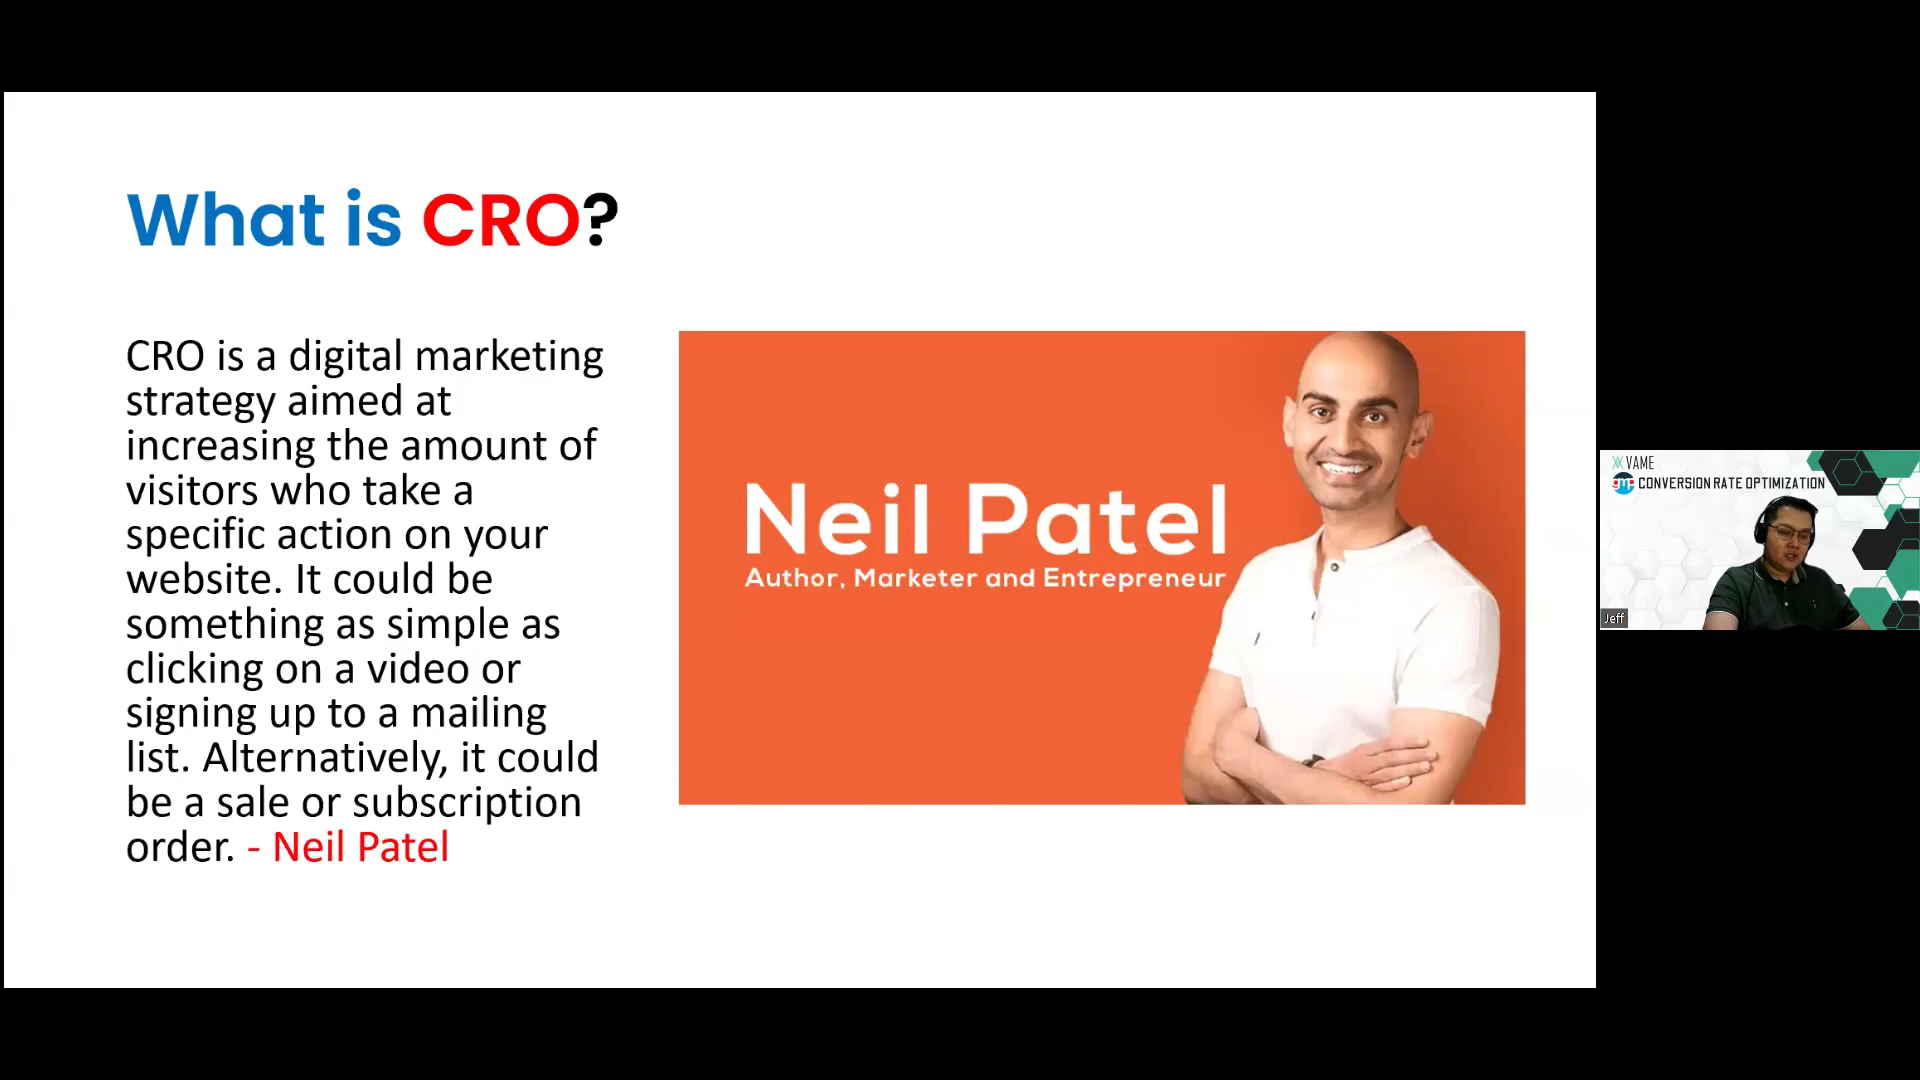 What is CRO?
CRO is a digital marketing
strategy aimed at
increasing the amount of
visitors who take a
specific action on your
website. It could be
something as simple as
clicking on a video or
signing up to a mailing
list. Alternatively, it could
be a sale or subscription
order. - Neil Patel
Neil Patel
Author, Marketer and Entrepreneur
VAME
gmp CONVERSION RATE OPTIMIZATION
Jeff